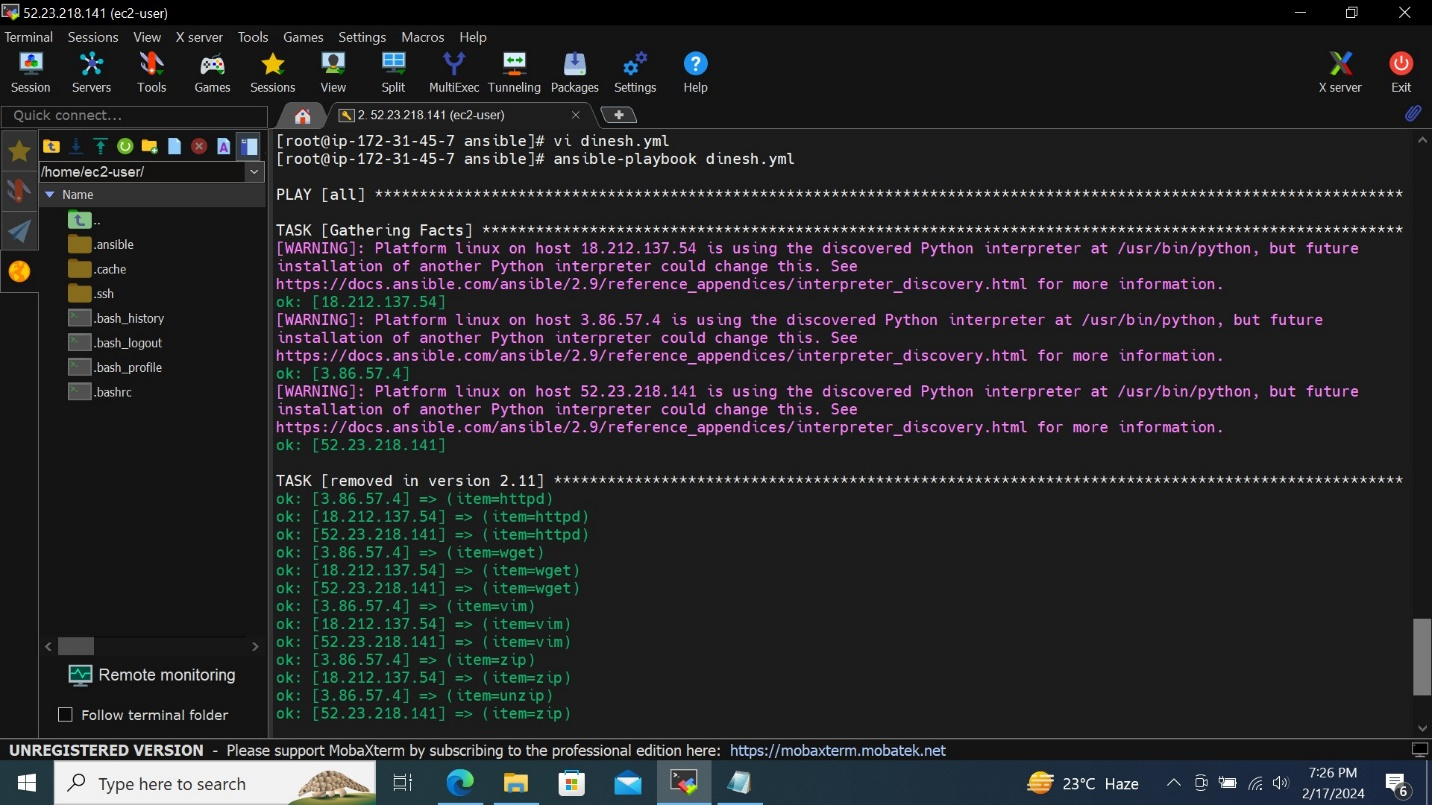 52.23.218.141 (ec2-user)
Terminal Sessions View X server Tools Games Settings Macros Help
Session Servers Tools Games Sessions View Split MultiExec Tunneling Packages Settings Help X server Exit
Quick connect...
2. 52.23.218.141 (ec2-user)
/home/ec2-user/
Name
..
.ansible
.cache
.ssh
.bash_history
.bash_logout
.bash_profile
.bashrc
Remote monitoring
Follow terminal folder
[root@ip-172-31-45-7 ansible]# vi dinesh.yml
[root@ip-172-31-45-7 ansible]# ansible-playbook dinesh.yml
PLAY [all] ******************************************************************************************************************
TASK [Gathering Facts] ******************************************************************************************************
[WARNING]: Platform linux on host 18.212.137.54 is using the discovered Python interpreter at /usr/bin/python, but future
installation of another Python interpreter could change this. See
https://docs.ansible.com/ansible/2.9/reference_appendices/interpreter_discovery.html for more information.
ok: [18.212.137.54]
[WARNING]: Platform linux on host 3.86.57.4 is using the discovered Python interpreter at /usr/bin/python, but future
installation of another Python interpreter could change this. See
https://docs.ansible.com/ansible/2.9/reference_appendices/interpreter_discovery.html for more information.
ok: [3.86.57.4]
[WARNING]: Platform linux on host 52.23.218.141 is using the discovered Python interpreter at /usr/bin/python, but future
installation of another Python interpreter could change this. See
https://docs.ansible.com/ansible/2.9/reference_appendices/interpreter_discovery.html for more information.
ok: [52.23.218.141]
TASK [removed in version 2.11] **********************************************************************************************
ok: [3.86.57.4] => (item=httpd)
ok: [18.212.137.54] => (item=httpd)
ok: [52.23.218.141] => (item=httpd)
ok: [3.86.57.4] => (item=wget)
ok: [18.212.137.54] => (item=wget)
ok: [52.23.218.141] => (item=wget)
ok: [3.86.57.4] => (item=vim)
ok: [18.212.137.54] => (item=vim)
ok: [52.23.218.141] => (item=vim)
ok: [3.86.57.4] => (item=zip)
ok: [18.212.137.54] => (item=zip)
ok: [3.86.57.4] => (item=unzip)
ok: [52.23.218.141] => (item=zip)
UNREGISTERED VERSION - Please support MobaXterm by subscribing to the professional edition here: https://mobaxterm.mobatek.net
Type here to search
23°C Haze
7:26 PM
2/17/2024
6